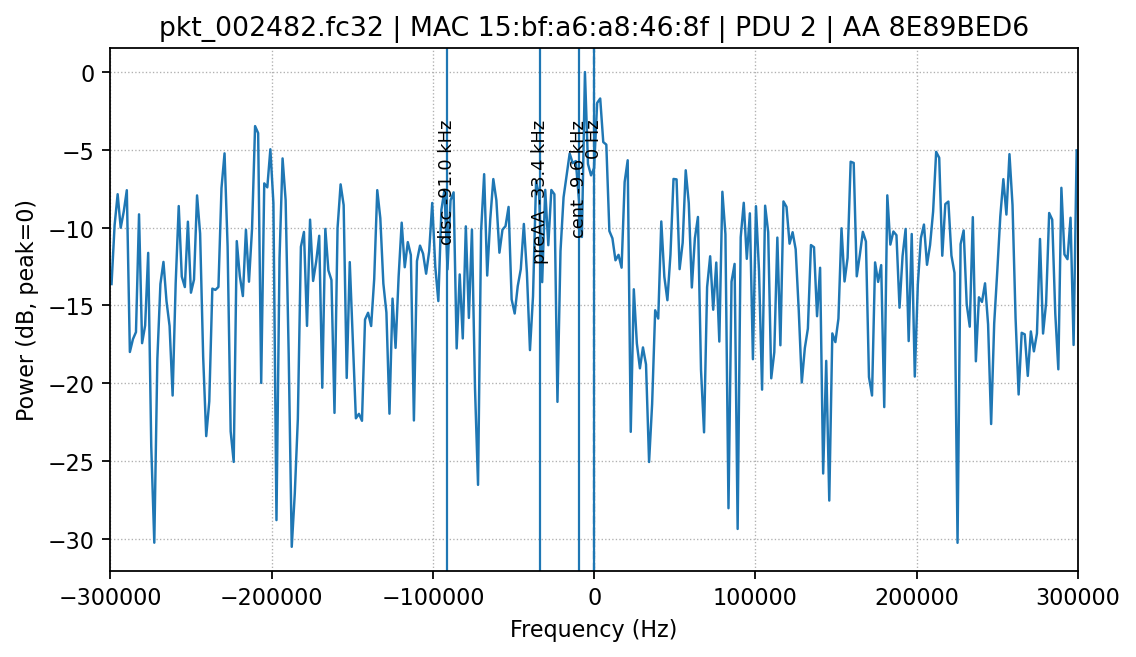 pkt_002482.fc32 | MAC 15:bf:a6:a8:46:8f | PDU 2 | AA 8E89BED6
Power (dB, peak=0)
0
−5
−10
−15
−20
−25
−30
disc -91.0 kHz
preAA -33.4 kHz
cent -9.6 kHz
0 Hz
−300000
−200000
−100000
0
100000
200000
300000
Frequency (Hz)